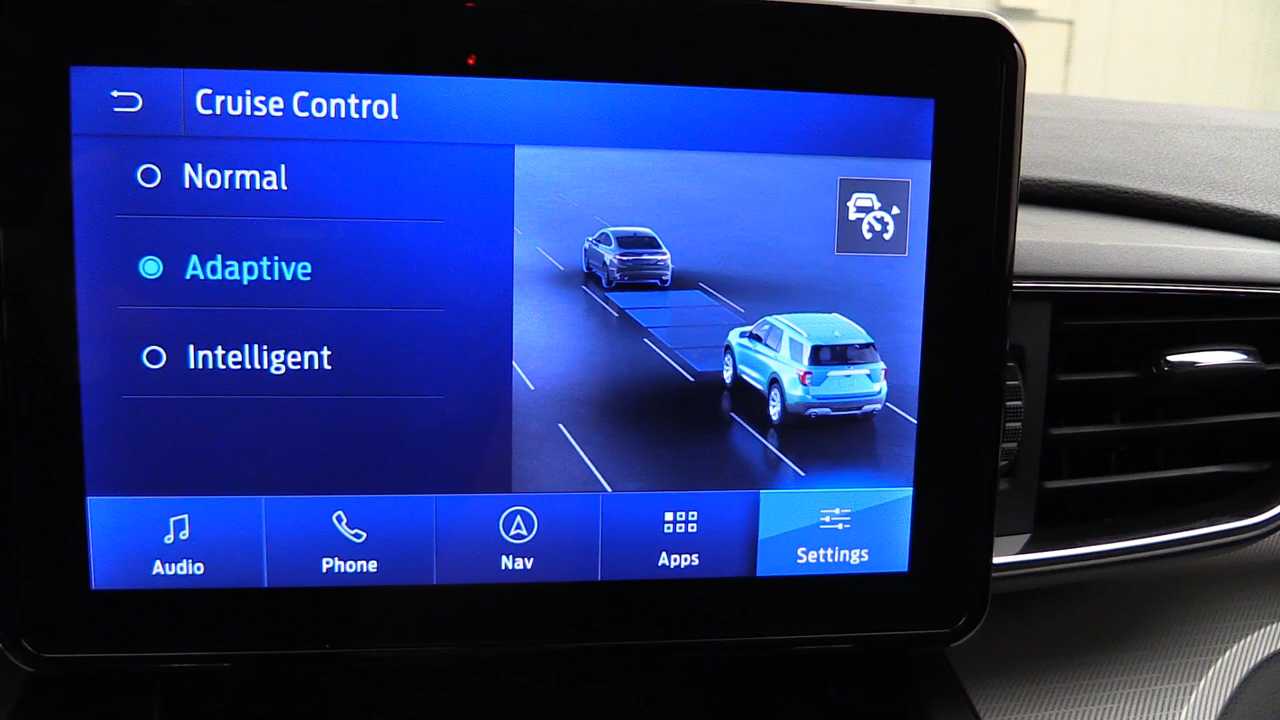 Cruise Control
Normal
Adaptive
Intelligent
Audio
Phone
Nav
Apps
Settings